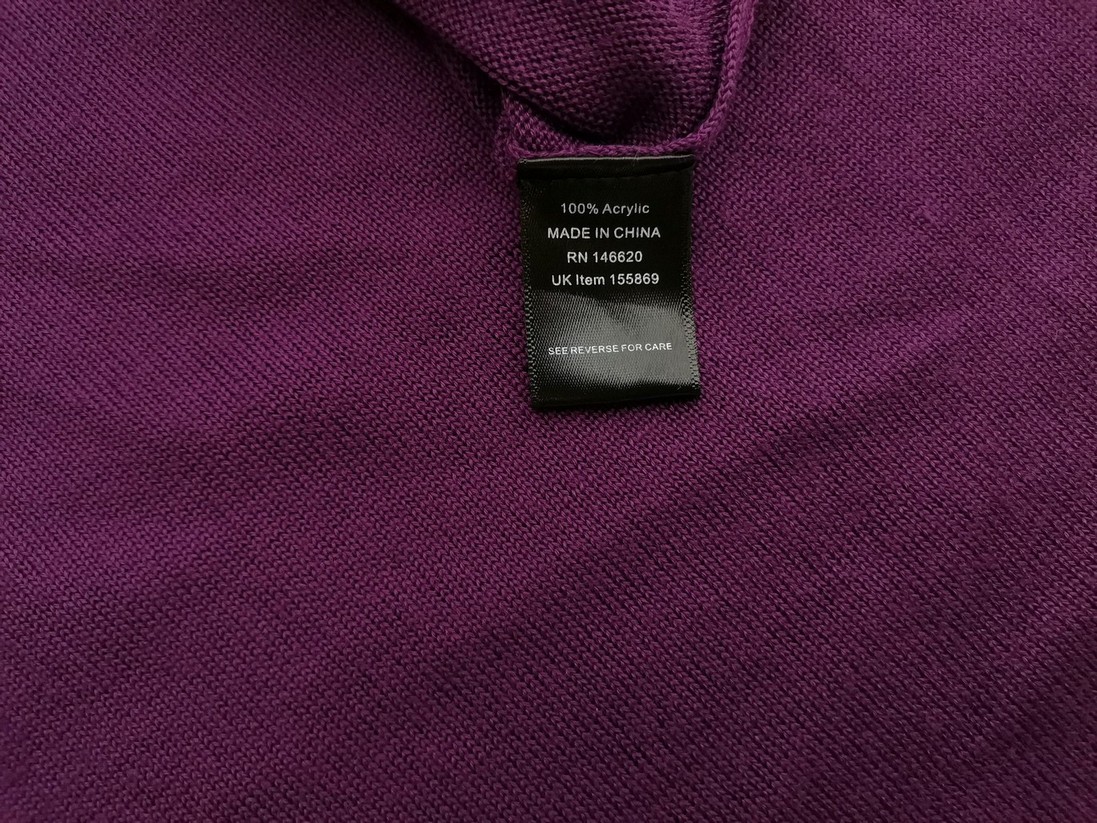 100% Acrylic
MADE IN CHINA
RN 146620
UK Item 155869
SEE REVERSE FOR CARE